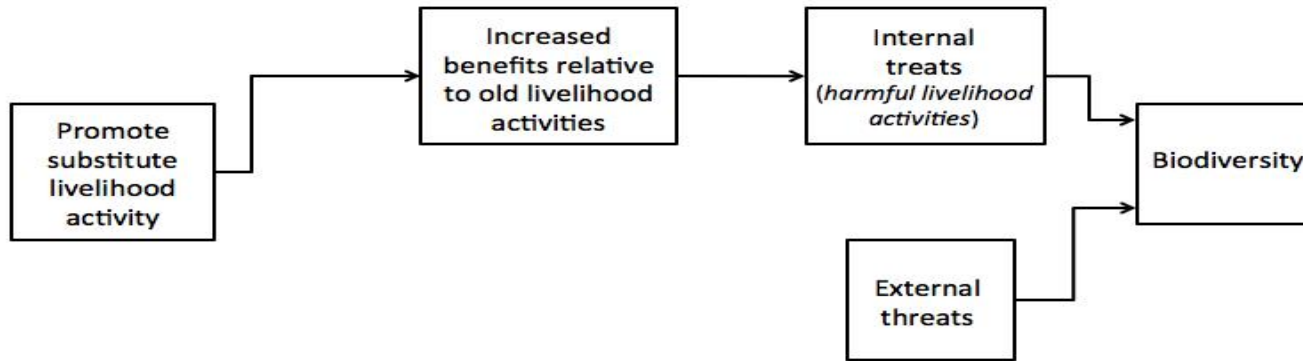 Promote
substitute
livelihood
activity
Increased
benefits relative
to old livelihood
activities
Internal
treats
(harmful livelihood
activities)
Biodiversity
External
threats